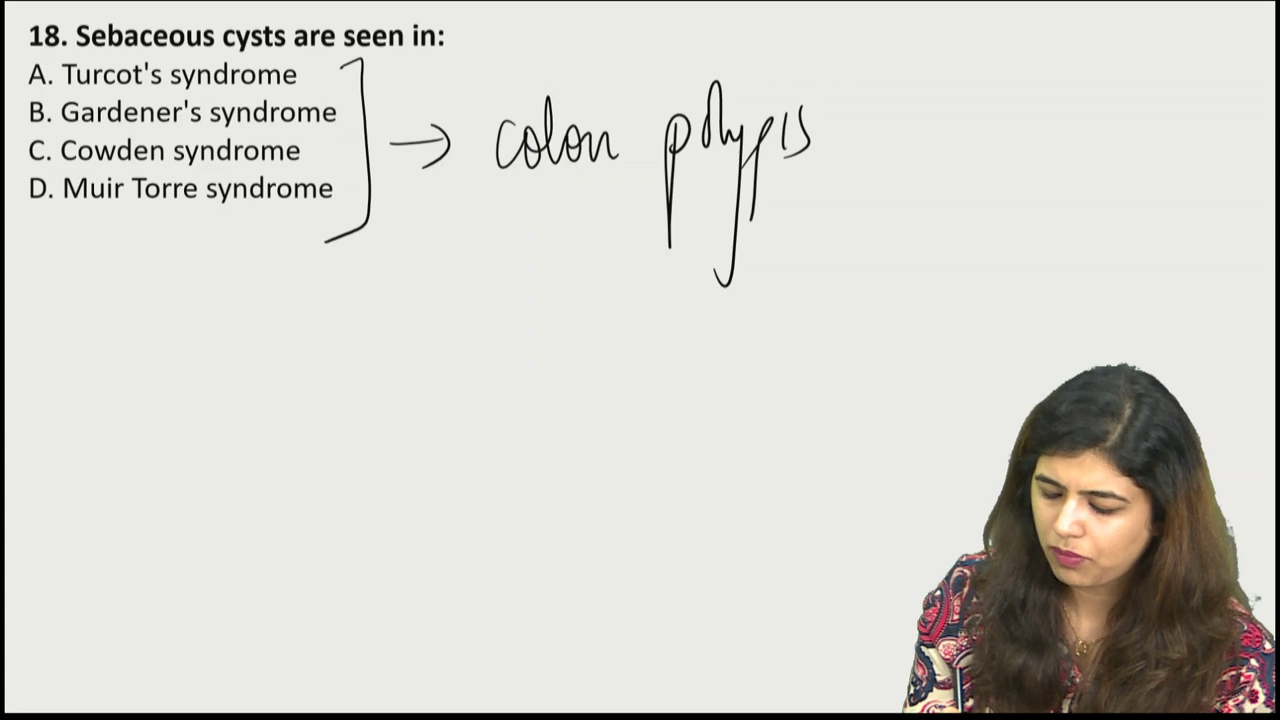 18. Sebaceous cysts are seen in:
A. Turcot's syndrome
B. Gardener's syndrome
C. Cowden syndrome
D. Muir Torre syndrome
→ colon polyps